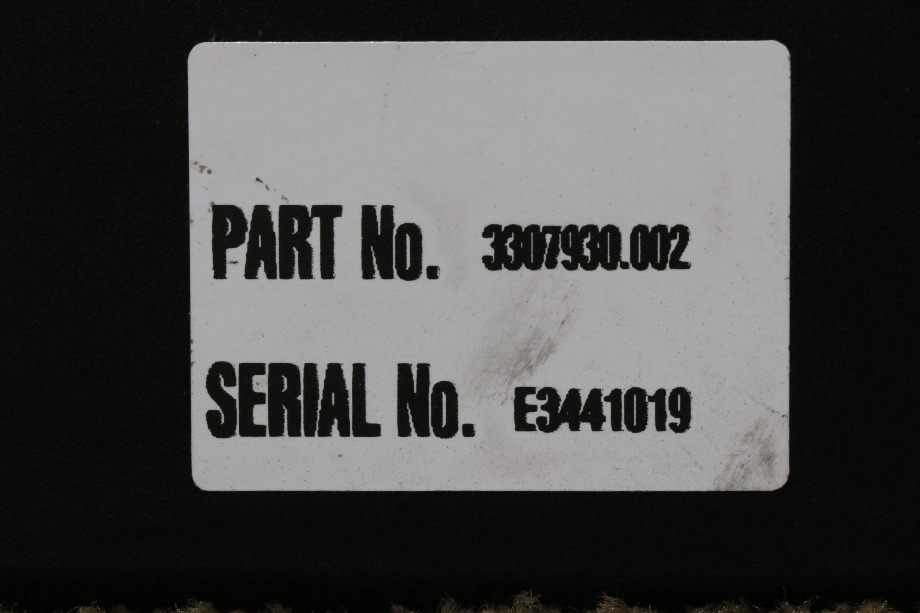 PART No. 3307930.002
SERIAL No. E3441019